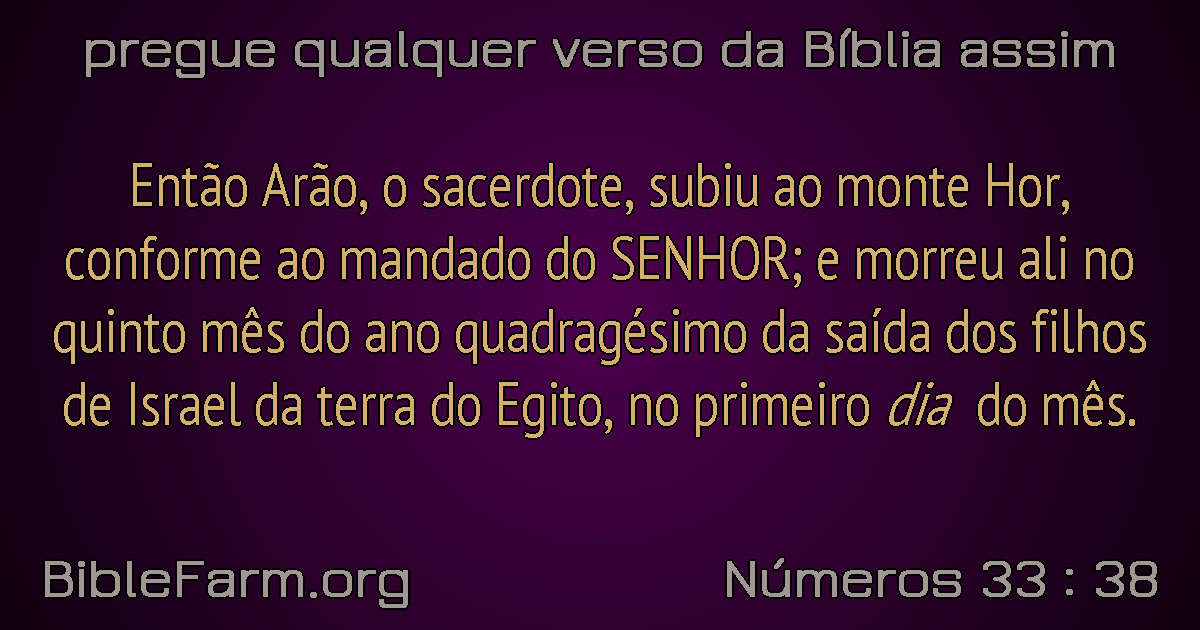 pregue qualquer verso da Bíblia assim
Então Arão, o sacerdote, subiu ao monte Hor,
conforme ao mandado do SENHOR; e morreu ali no
quinto mês do ano quadragésimo da saída dos filhos
de Israel da terra do Egito, no primeiro dia do mês.
BibleFarm.org
Números 33 : 38